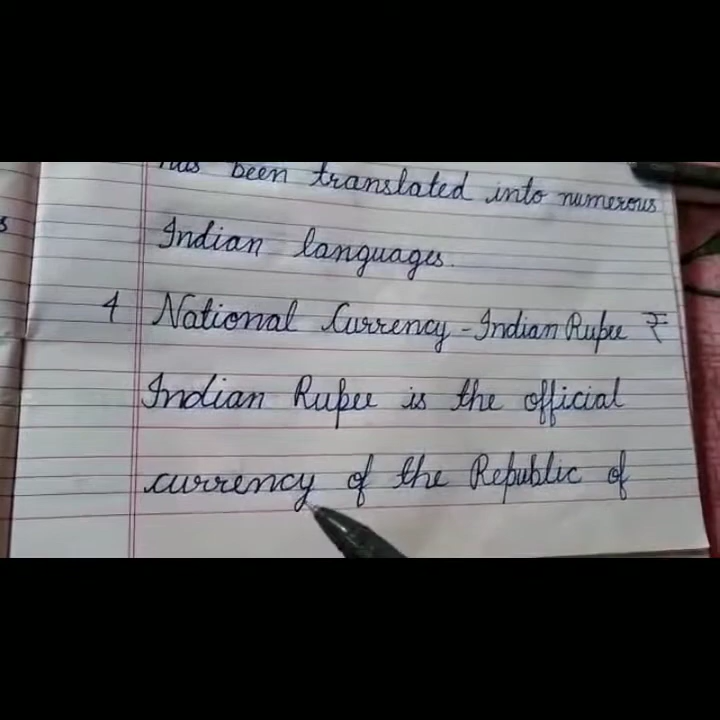 has been translated into numerous
Indian languages.
4 National Currency - Indian Rupee ₹
Indian Rupee is the official
currency of the Republic of